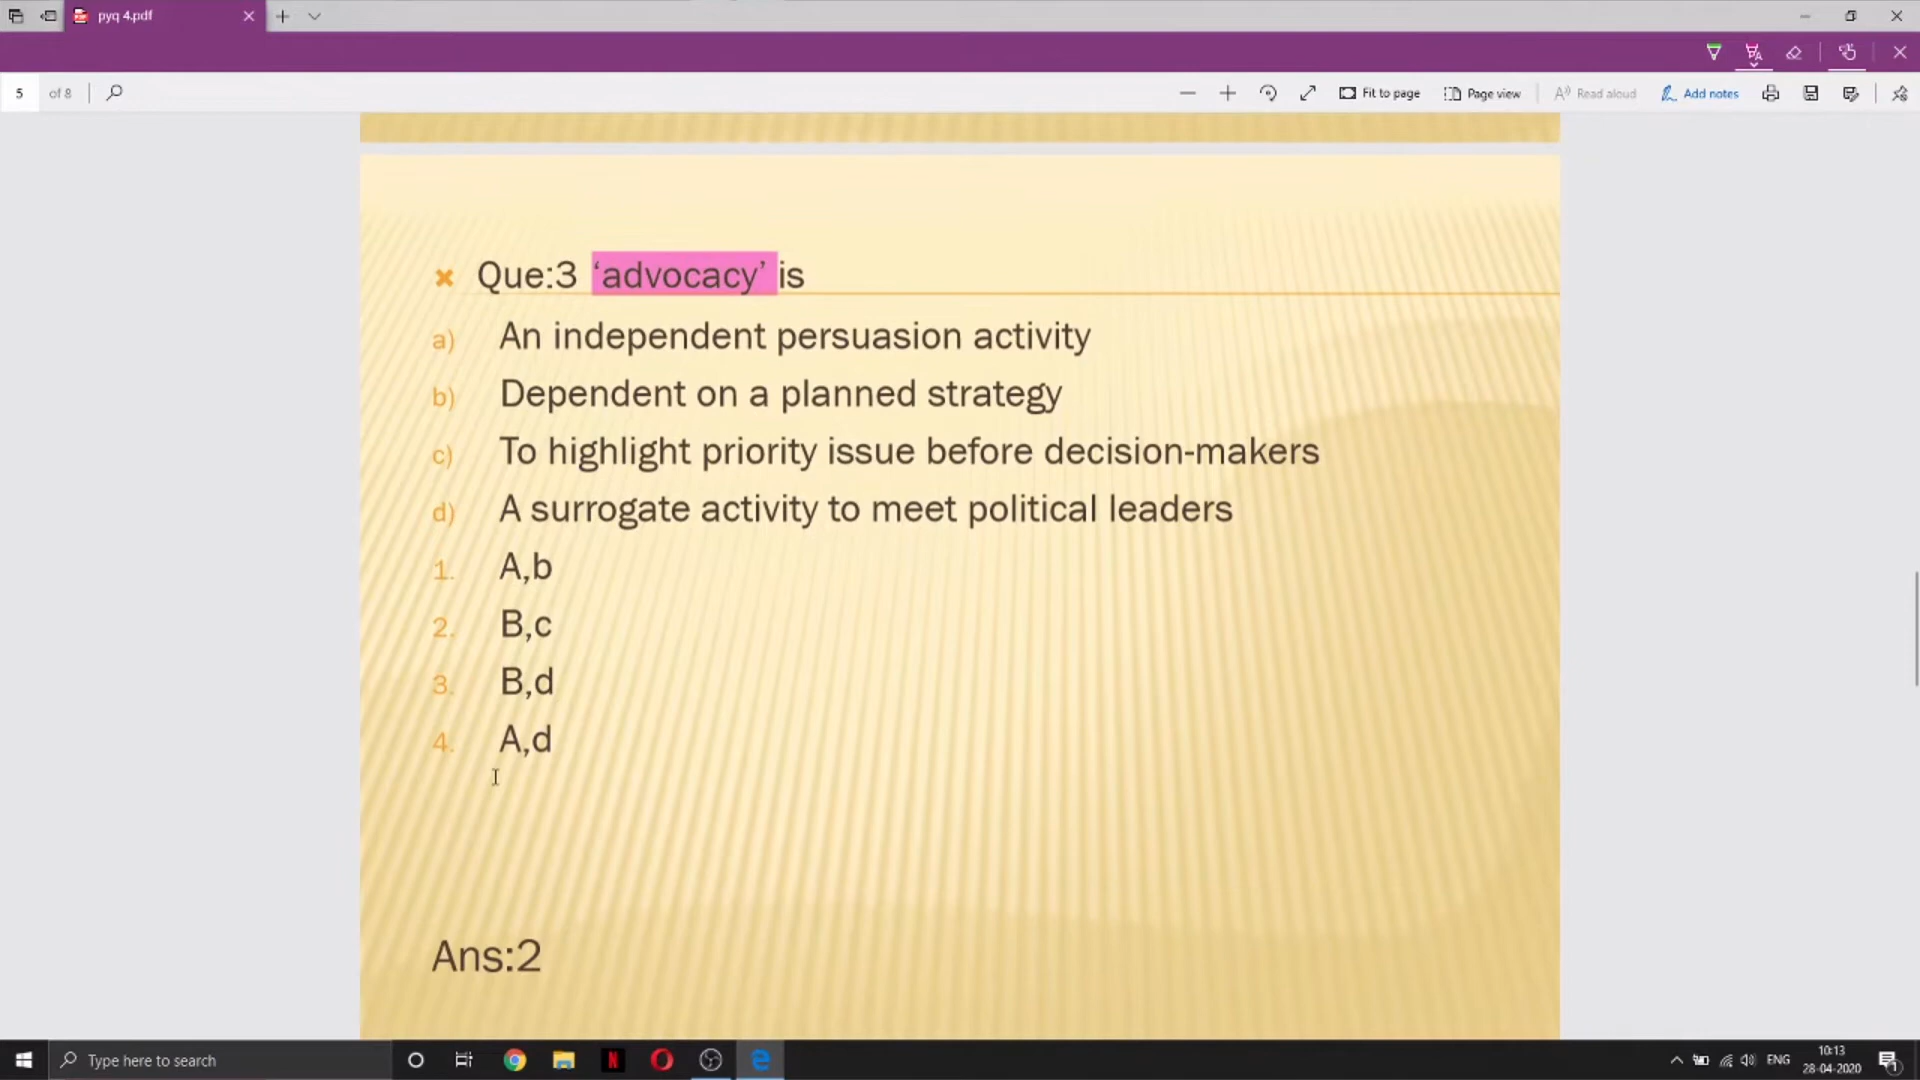 pyq 4.pdf
5 of 8
Fit to page
Page view
Read aloud
Add notes
Que:3 ‘advocacy’ is
a) An independent persuasion activity
b) Dependent on a planned strategy
c) To highlight priority issue before decision-makers
d) A surrogate activity to meet political leaders
1. A,b
2. B,c
3. B,d
4. A,d
Ans:2
Type here to search
ENG
10:13
28-04-2020